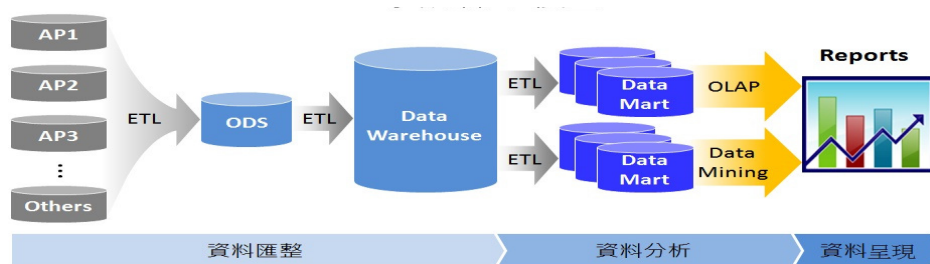 AP1
AP2
AP3
...
Others
ETL
ODS
ETL
Data
Warehouse
ETL
Data
Mart
OLAP
ETL
Data
Mart
Data
Mining
Reports
資料匯整
資料分析
資料呈現